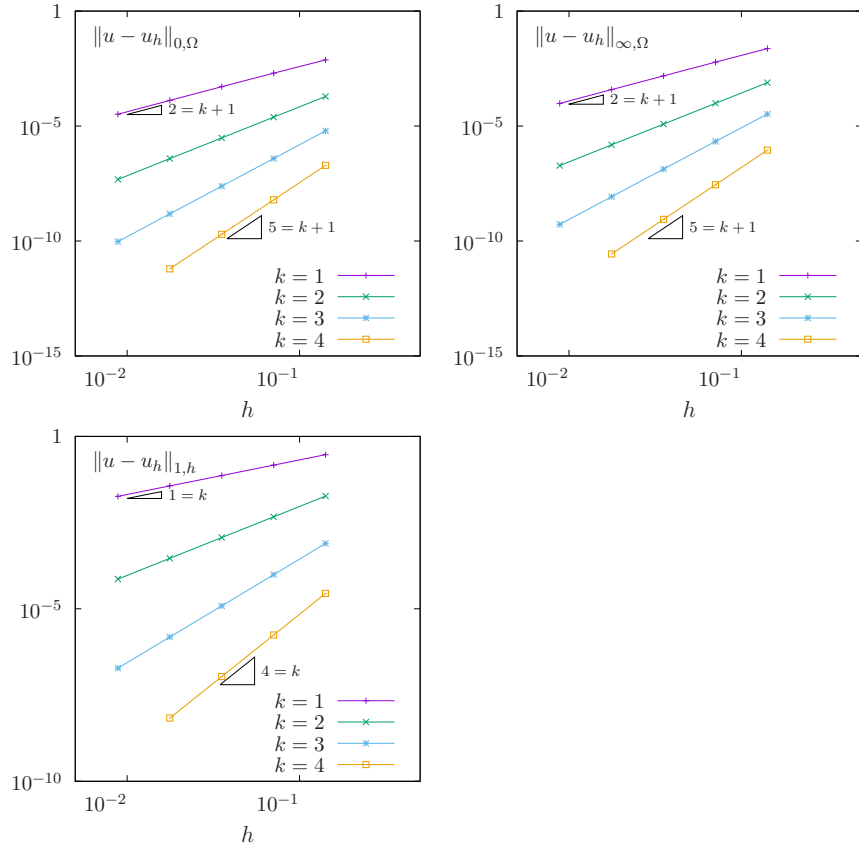 1
‖u − u_h‖_{0,Ω}
2 = k + 1
10^{−5}
5 = k + 1
10^{−10}
k = 1
k = 2
k = 3
k = 4
10^{−15}
10^{−2}
10^{−1}
h
1
‖u − u_h‖_{∞,Ω}
2 = k + 1
10^{−5}
5 = k + 1
10^{−10}
k = 1
k = 2
k = 3
k = 4
10^{−15}
10^{−2}
10^{−1}
h
1
‖u − u_h‖_{1,h}
1 = k
10^{−5}
4 = k
k = 1
k = 2
k = 3
k = 4
10^{−10}
10^{−2}
10^{−1}
h